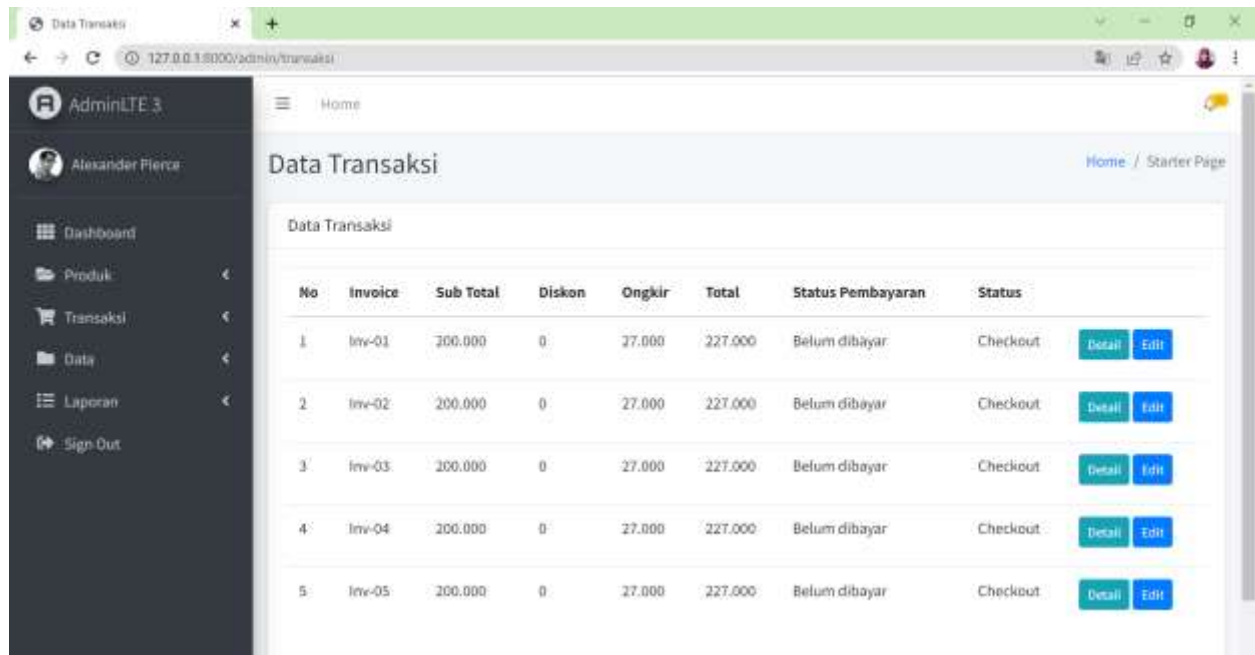 Data Transaksi
127.0.0.1:8000/admin/transaksi
AdminLTE 3
Home
Alexander Pierce
Data Transaksi
Home / Starter Page
Dashboard
Produk
Transaksi
Data
Laporan
Sign Out
Data Transaksi
No Invoice Sub Total Diskon Ongkir Total Status Pembayaran Status
1 Inv-01 200.000 0 27.000 227.000 Belum dibayar Checkout Detail Edit
2 Inv-02 200.000 0 27.000 227.000 Belum dibayar Checkout Detail Edit
3 Inv-03 200.000 0 27.000 227.000 Belum dibayar Checkout Detail Edit
4 Inv-04 200.000 0 27.000 227.000 Belum dibayar Checkout Detail Edit
5 Inv-05 200.000 0 27.000 227.000 Belum dibayar Checkout Detail Edit